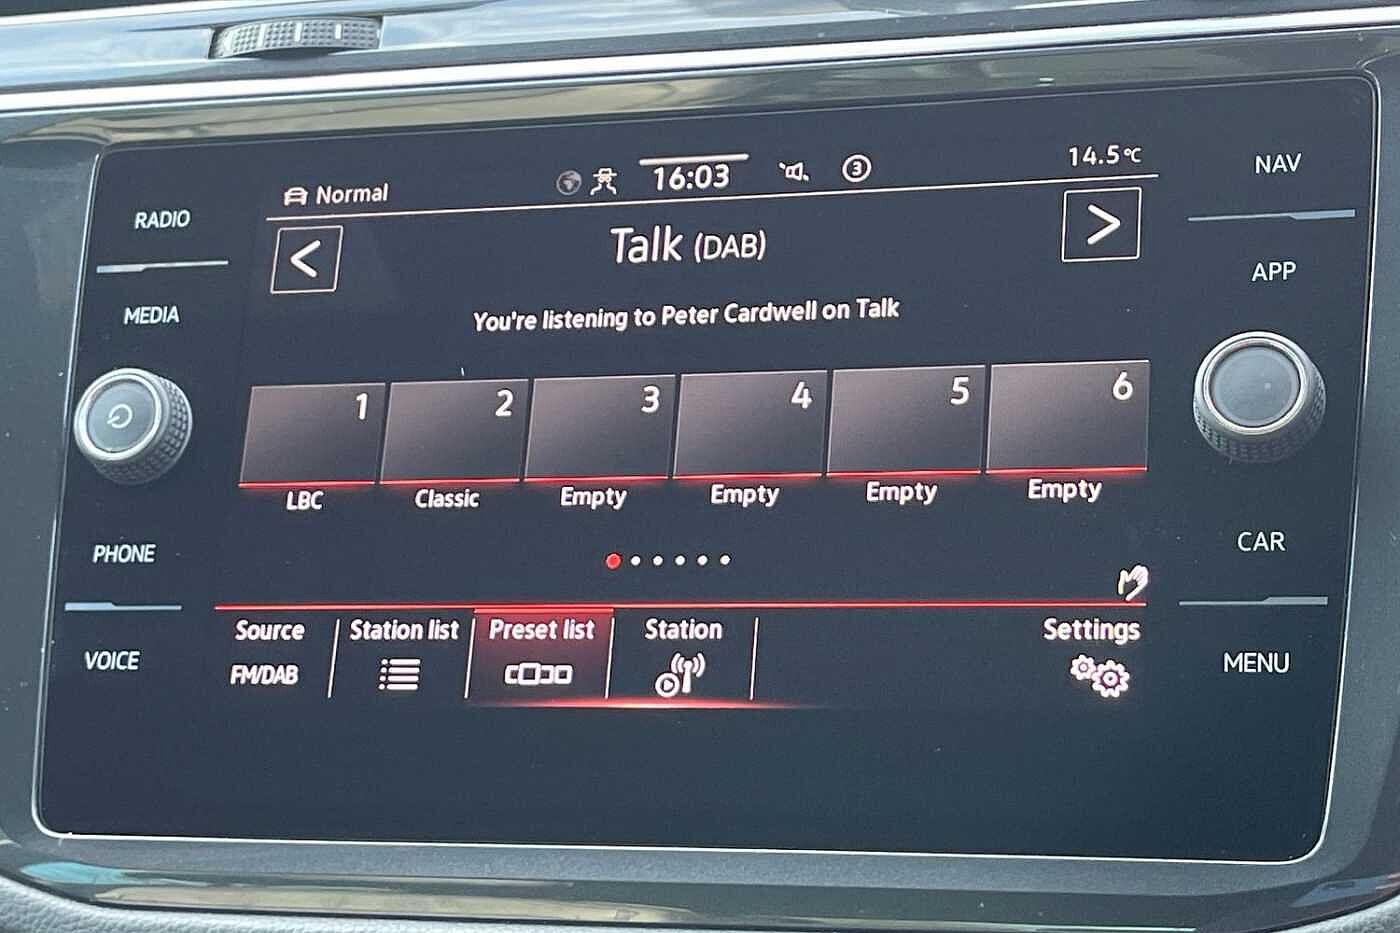 Normal 16:03 3 14.5°C
Talk (DAB)
You're listening to Peter Cardwell on Talk
1 2 3 4 5 6
LBC Classic Empty Empty Empty Empty
Source Station list Preset list Station Settings
FM/DAB
RADIO
MEDIA
PHONE
VOICE
NAV
APP
CAR
MENU